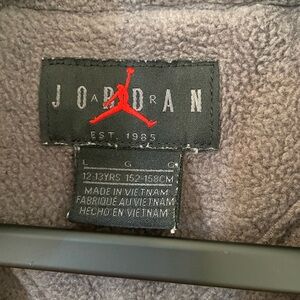 JORDAN
AIR
EST. 1985
L G G
12-13YRS 152-158CM
MADE IN VIETNAM
FABRIQUÉ AU VIETNAM
HECHO EN VIETNAM